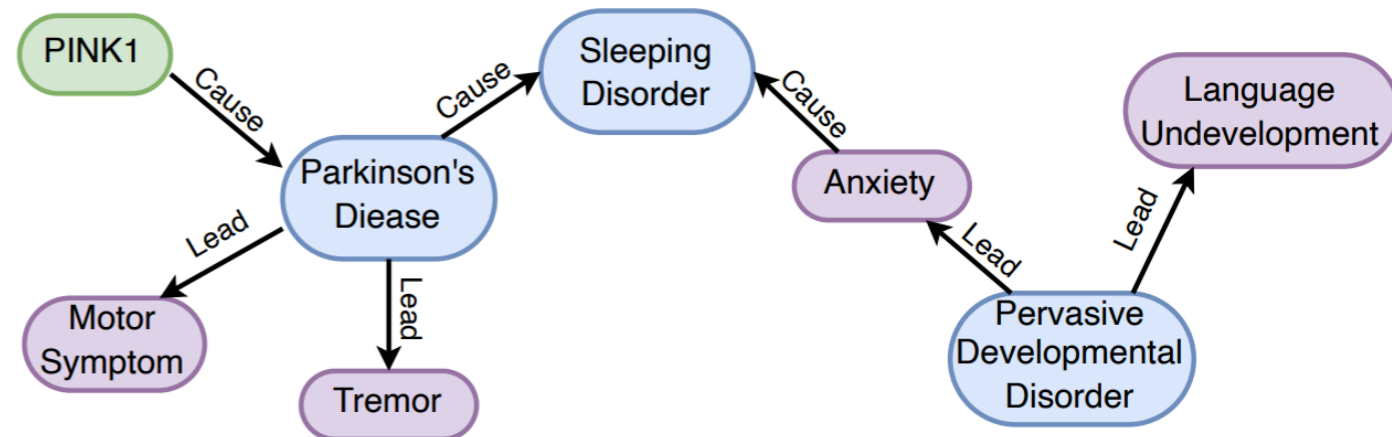 PINK1
Cause
Parkinson's
Diease
Lead
Motor
Symptom
Lead
Tremor
Cause
Sleeping
Disorder
Cause
Anxiety
Lead
Pervasive
Developmental
Disorder
Lead
Language
Undevelopment